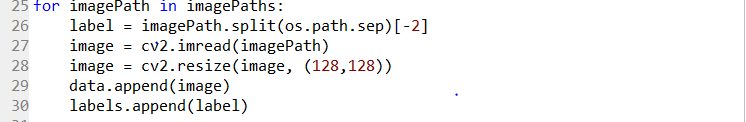 25 for imagePath in imagePaths:
26     label = imagePath.split(os.path.sep)[-2]
27     image = cv2.imread(imagePath)
28     image = cv2.resize(image, (128,128))
29     data.append(image)
30     labels.append(label)